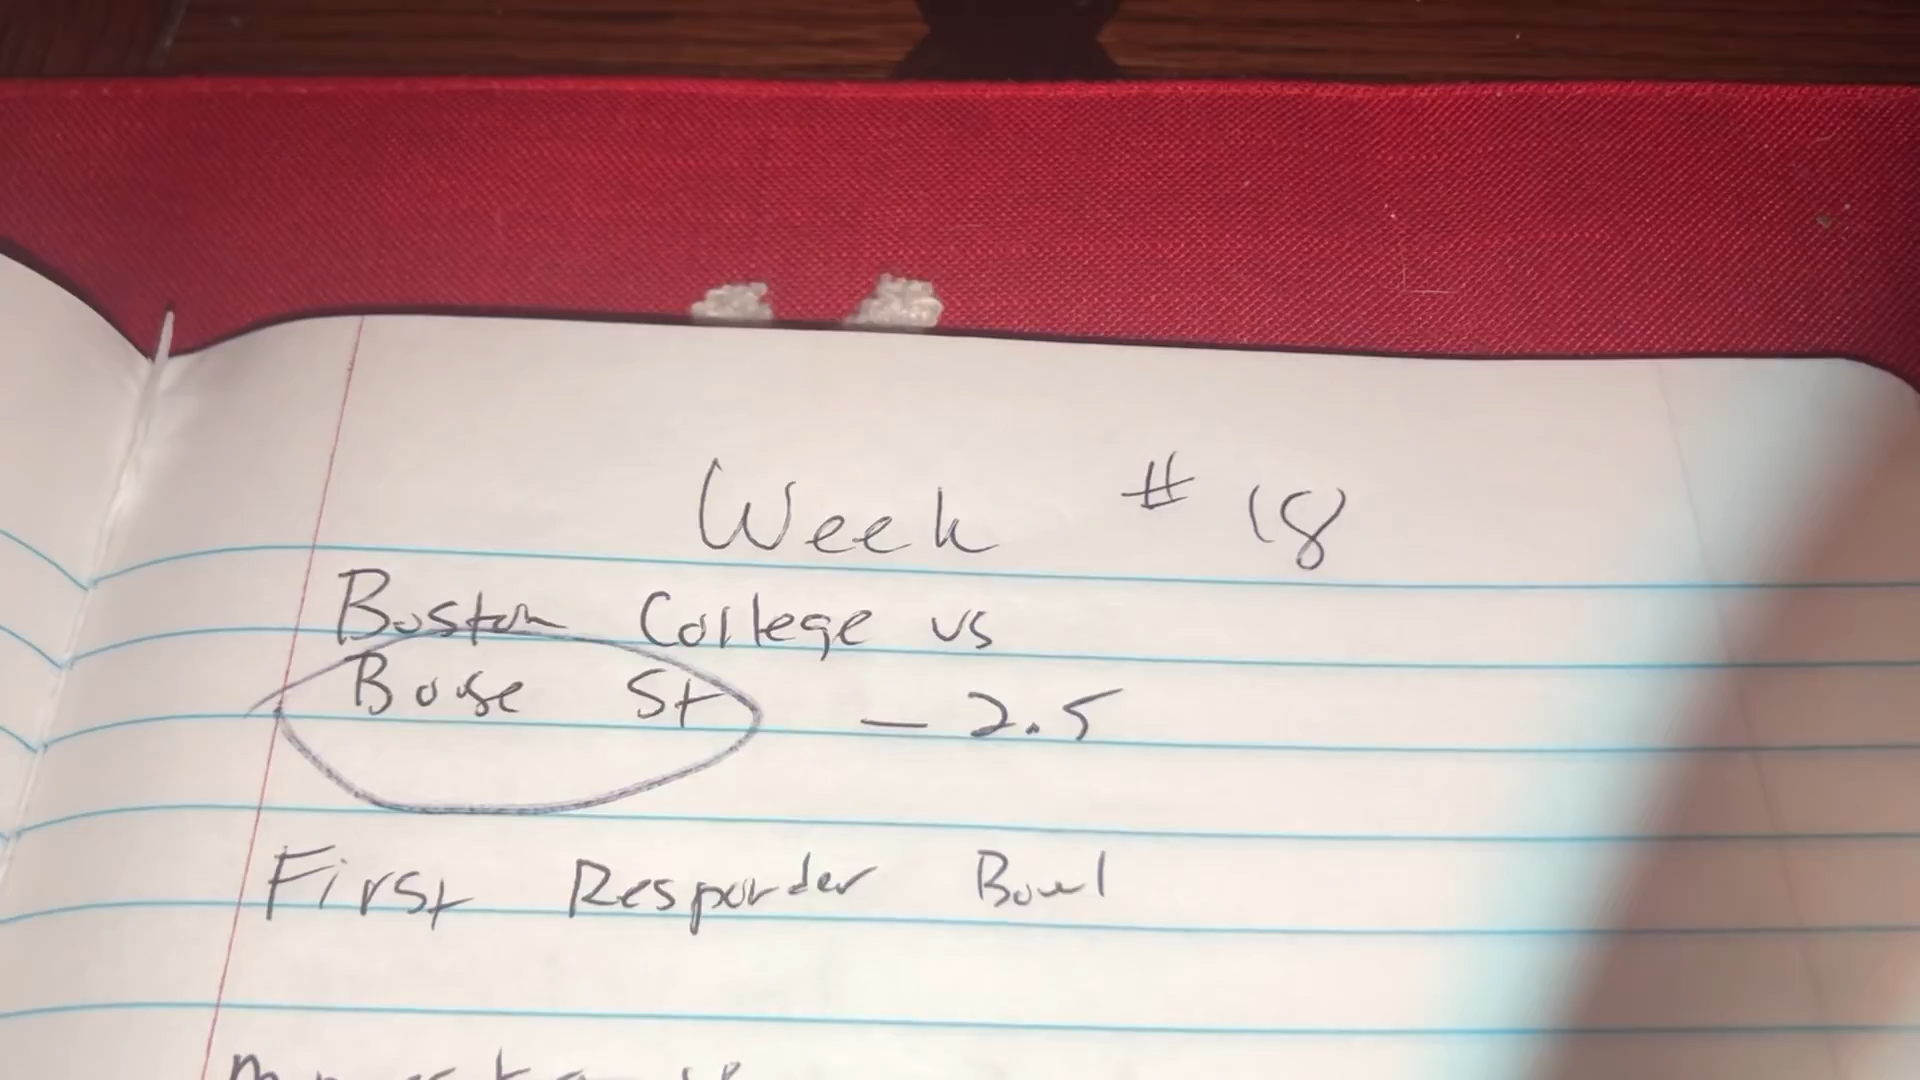 Week # 18
Boston College vs
Boise St - 2.5
First Responder Bowl